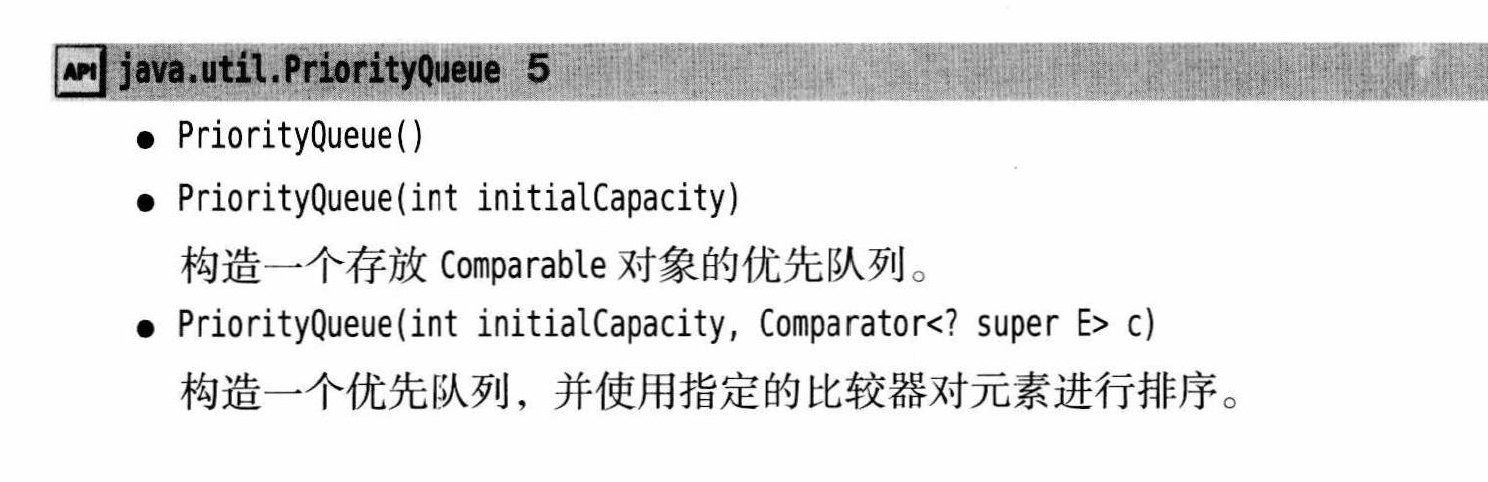 API java.util.PriorityQueue 5
● PriorityQueue()
● PriorityQueue(int initialCapacity)
构造一个存放 Comparable 对象的优先队列。
● PriorityQueue(int initialCapacity, Comparator<? super E> c)
构造一个优先队列，并使用指定的比较器对元素进行排序。